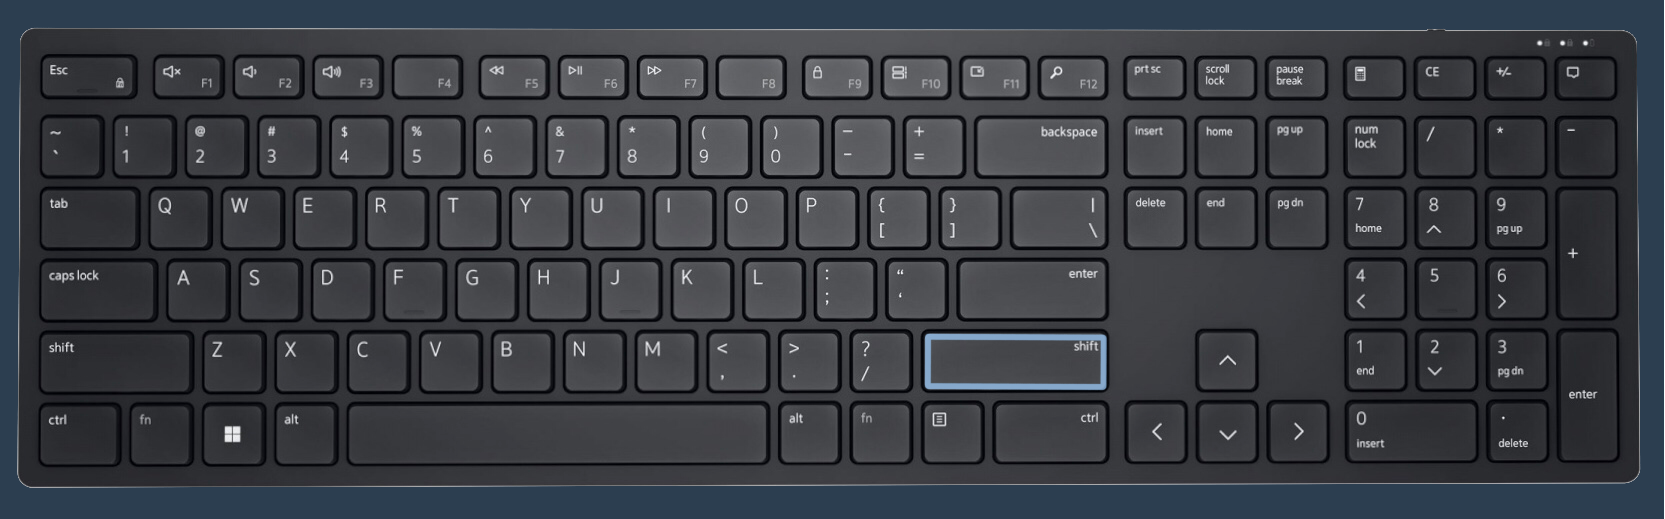 Esc F1 F2 F3 F4 F5 F6 F7 F8 F9 F10 F11 F12 prt sc scroll lock pause break CE +/-
~ ! @ # $ % ^ & * ( ) – + backspace insert home pg up num lock / * –
` 1 2 3 4 5 6 7 8 9 0 - =
tab Q W E R T Y U I O P { } | delete end pg dn 7 8 9
[ ] \ home pg up +
caps lock A S D F G H J K L : “ enter 4 5 6
; ‘
shift Z X C V B N M < > ? shift 1 2 3
, . / end pg dn enter
ctrl fn alt alt fn ctrl 0 .
insert delete